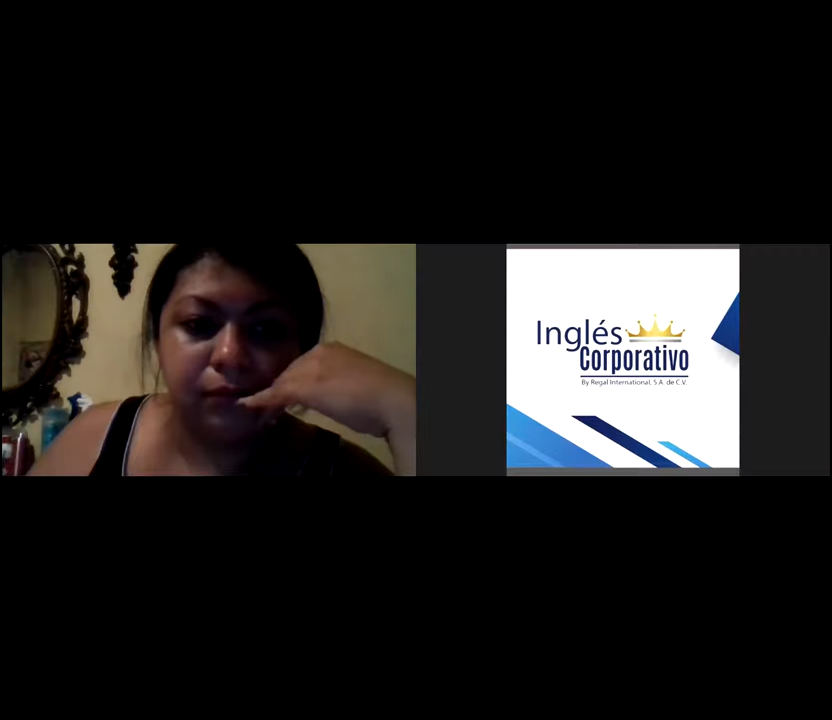 Inglés
Corporativo
By Regal International, S.A. de C.V.